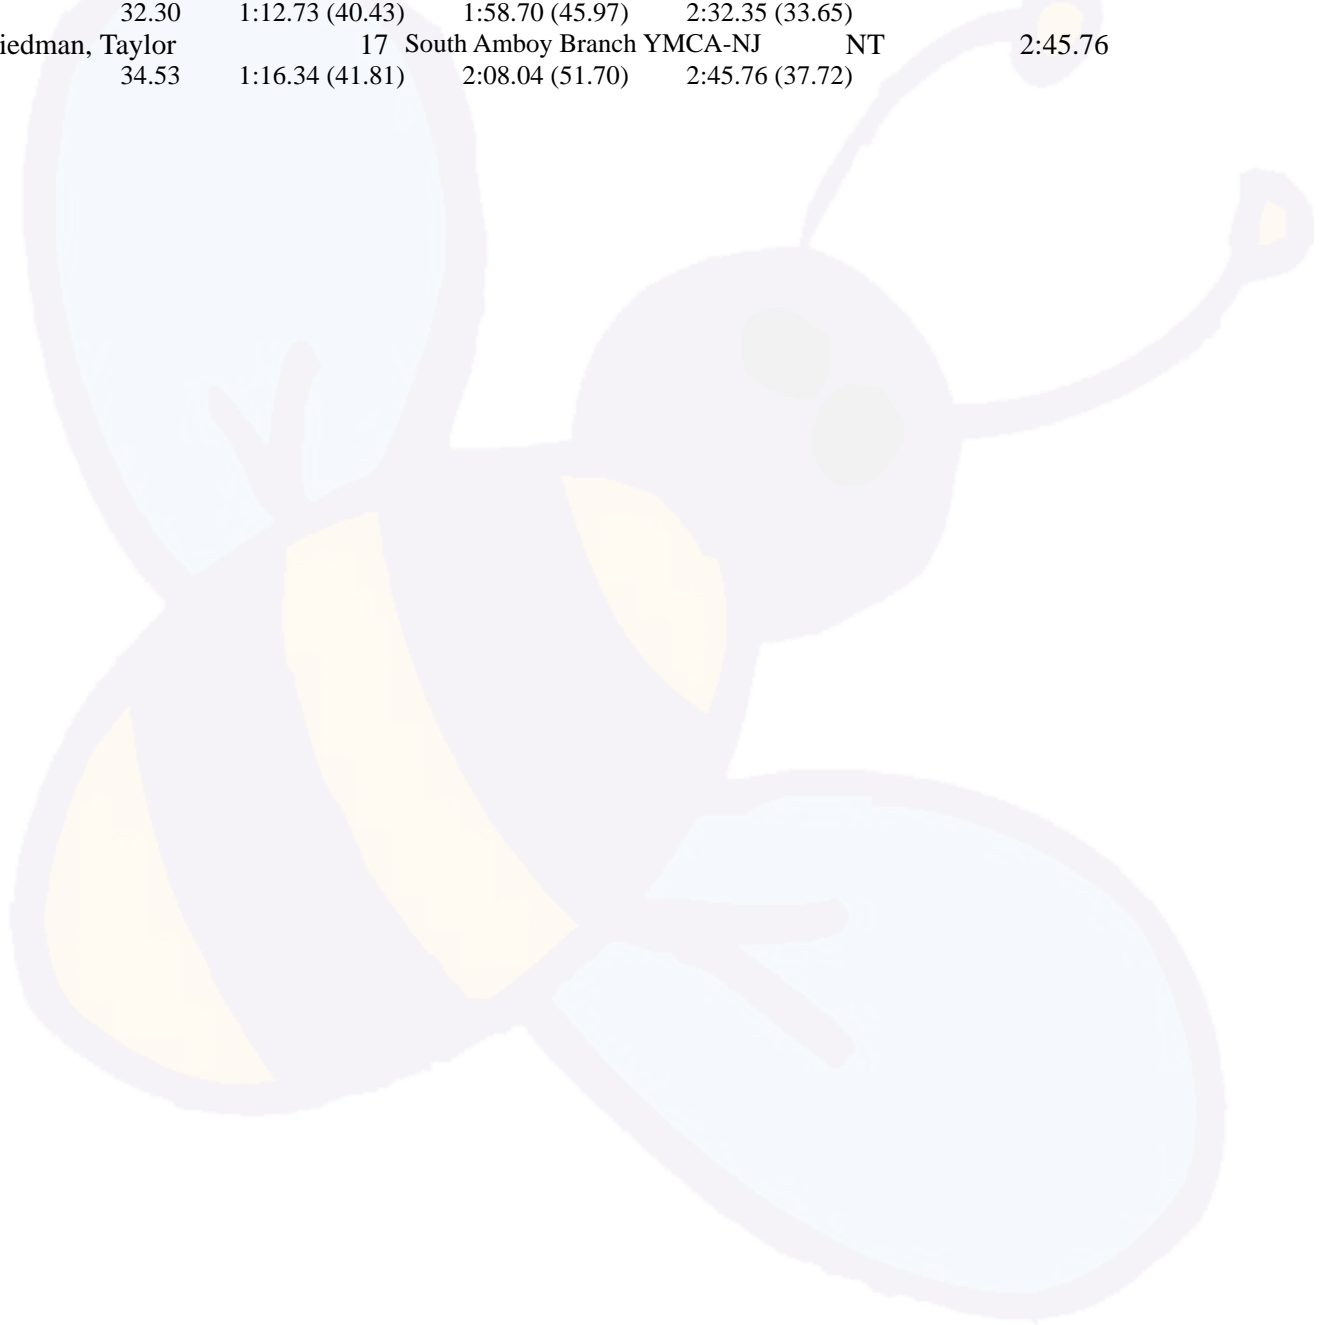 32.30 1:12.73 (40.43) 1:58.70 (45.97) 2:32.35 (33.65)
iedman, Taylor 17 South Amboy Branch YMCA-NJ NT 2:45.76
34.53 1:16.34 (41.81) 2:08.04 (51.70) 2:45.76 (37.72)